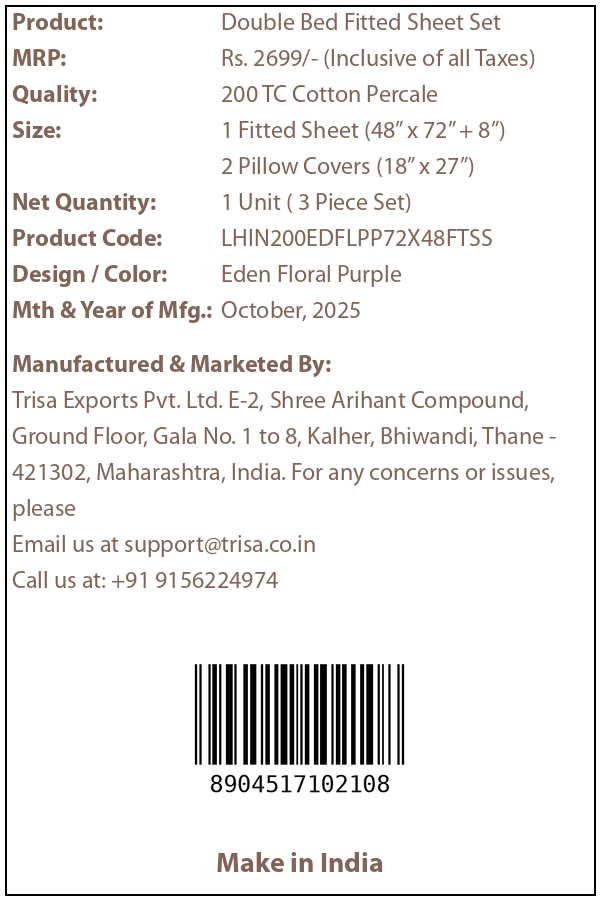 Product: Double Bed Fitted Sheet Set
MRP: Rs. 2699/- (Inclusive of all Taxes)
Quality: 200 TC Cotton Percale
Size: 1 Fitted Sheet (48” x 72” + 8”)
2 Pillow Covers (18” x 27”)
Net Quantity: 1 Unit ( 3 Piece Set)
Product Code: LHIN200EDFLPP72X48FTSS
Design / Color: Eden Floral Purple
Mth & Year of Mfg.: October, 2025
Manufactured & Marketed By:
Trisa Exports Pvt. Ltd. E-2, Shree Arihant Compound,
Ground Floor, Gala No. 1 to 8, Kalher, Bhiwandi, Thane -
421302, Maharashtra, India. For any concerns or issues,
please
Email us at support@trisa.co.in
Call us at: +91 9156224974
8904517102108
Make in India